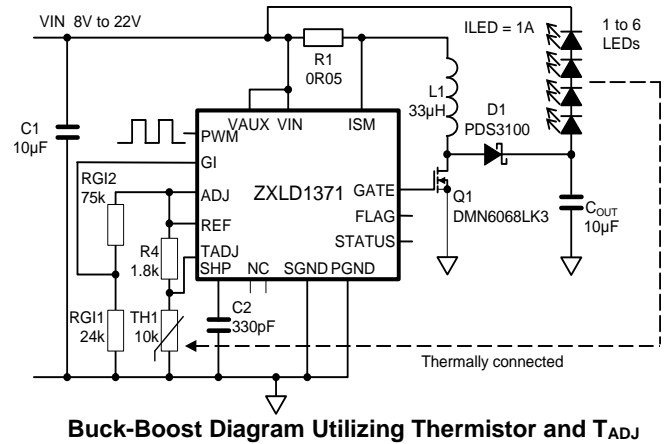 VIN 8V to 22V
ILED = 1A
1 to 6
LEDs
R1
0R05
L1
33µH
D1
PDS3100
C1
10µF
VAUX VIN ISM
PWM
GI
ADJ
REF
TADJ
SHP NC SGND PGND
ZXLD1371
GATE
FLAG
STATUS
Q1
DMN6068LK3
COUT
10µF
RGI2
75k
R4
1.8k
C2
330pF
RGI1
24k
TH1
10k
Thermally connected
Buck-Boost Diagram Utilizing Thermistor and TADJ